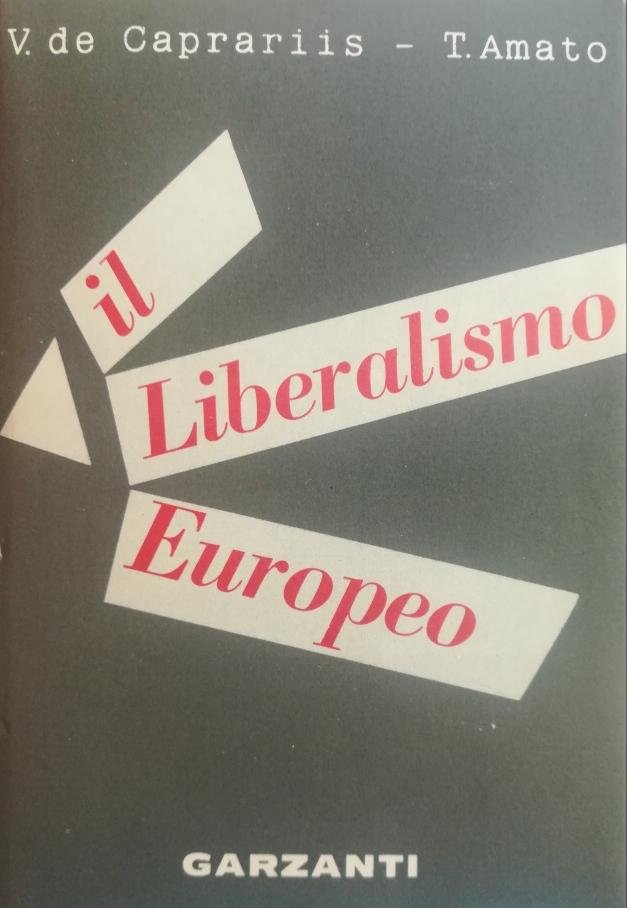 V. de Caprariis - T. Amato
il
Liberalismo
Europeo
GARZANTI